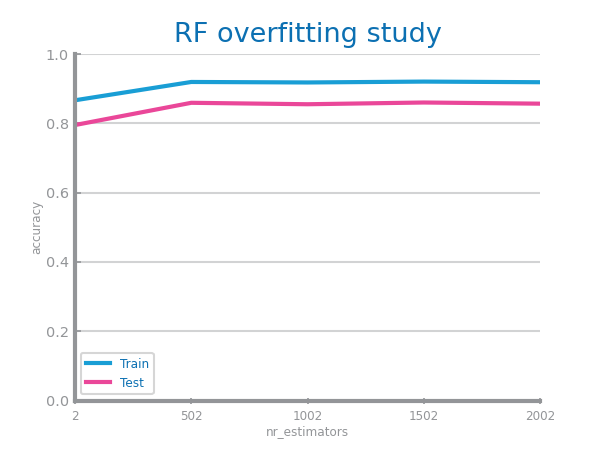 RF overfitting study
1.0
0.8
0.6
0.4
0.2
0.0
accuracy
Train
Test
2 502 1002 1502 2002
nr_estimators